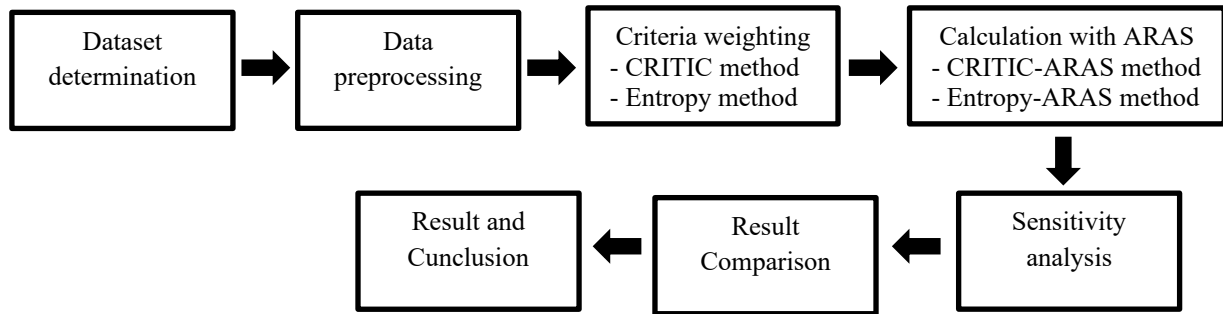 Dataset
determination
Data
preprocessing
Criteria weighting
- CRITIC method
- Entropy method
Calculation with ARAS
- CRITIC-ARAS method
- Entropy-ARAS method
Sensitivity
analysis
Result
Comparison
Result and
Cunclusion